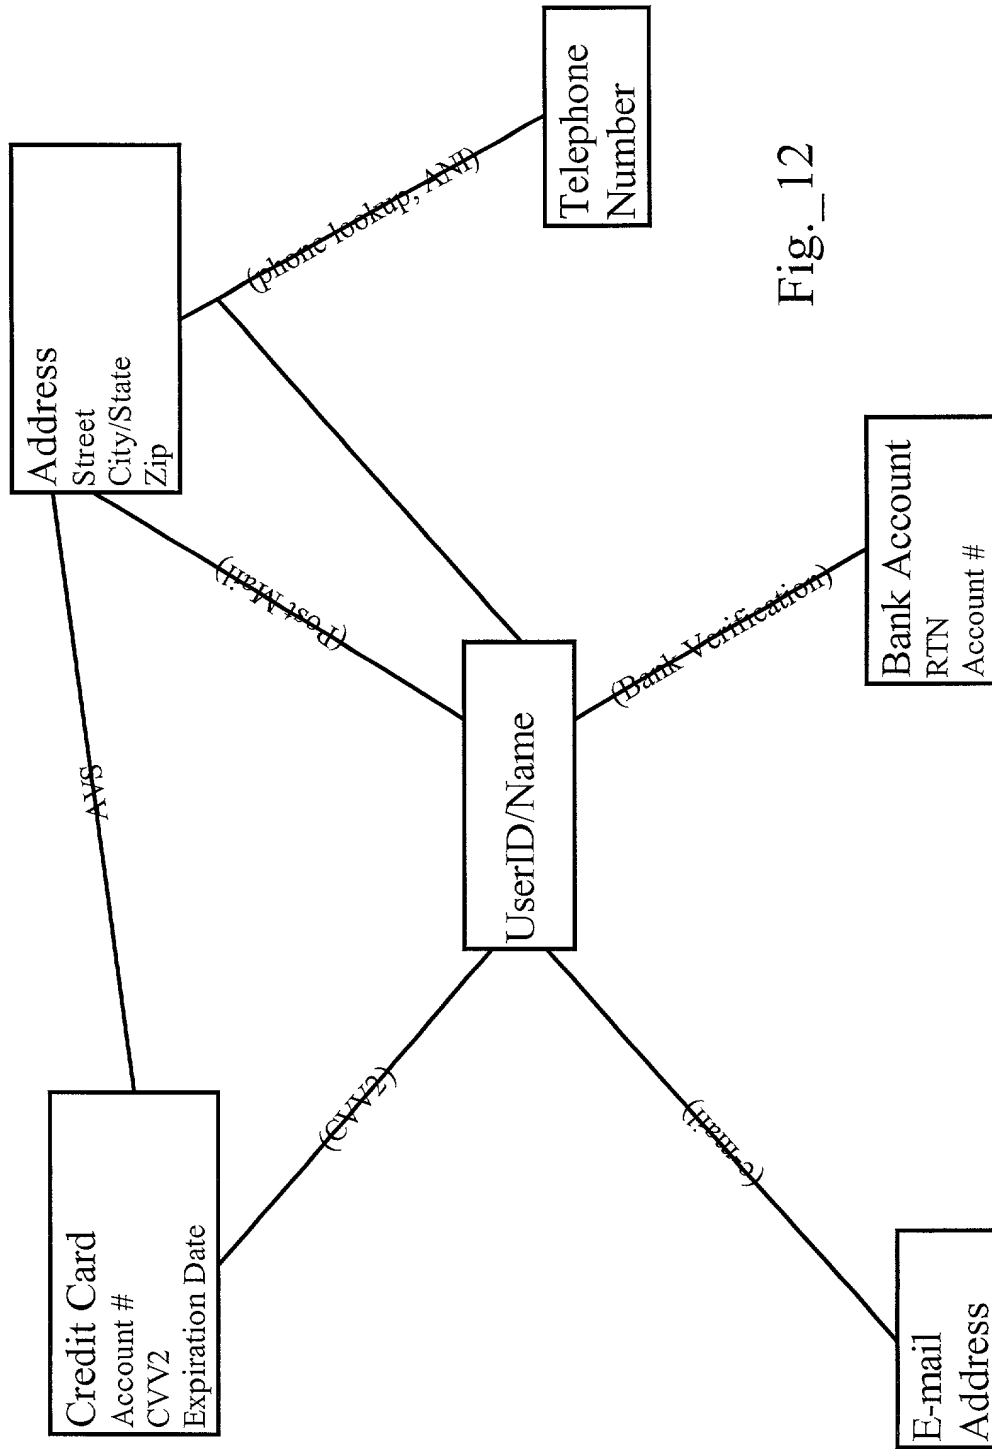 Credit Card
Account #
CVV2
Expiration Date
AVS
Address
Street
City/State
Zip
(CVV2)
(Post Mail)
(phone lookup, ANI)
UserID/Name
Telephone
Number
(e-mail)
(Bank Verification)
E-mail
Address
Bank Account
RTN
Account #
Fig._12